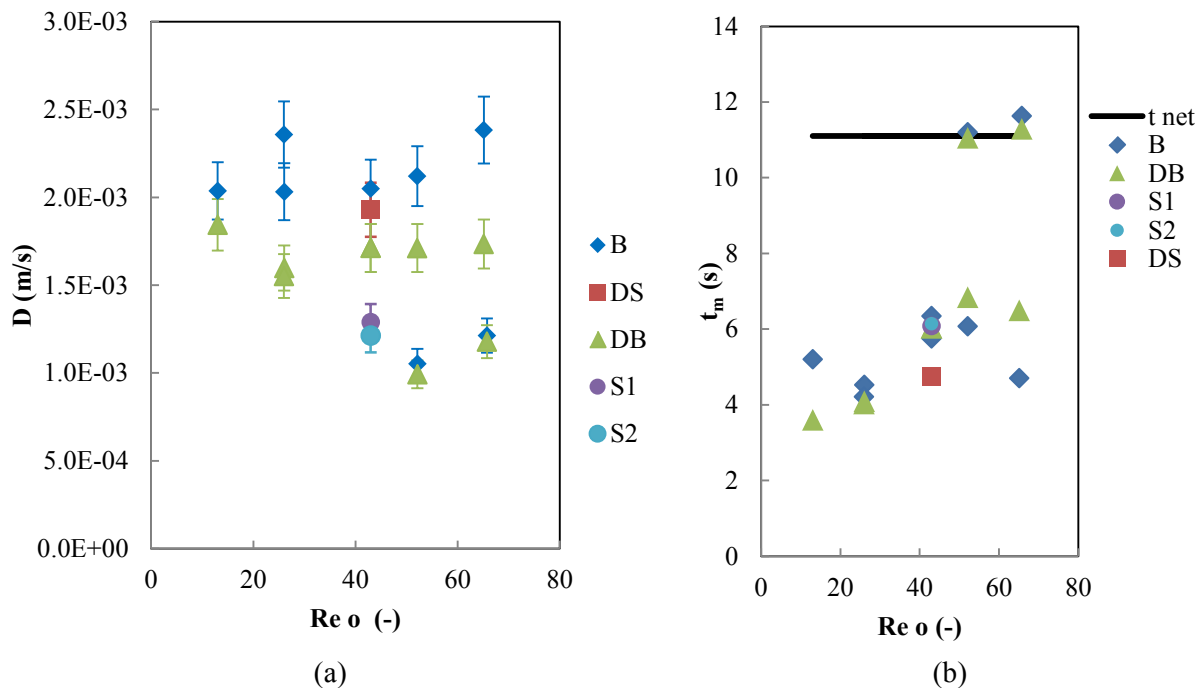 3.0E-03
2.5E-03
2.0E-03
1.5E-03
1.0E-03
5.0E-04
0.0E+00
D (m/s)
0 20 40 60 80
Re o (-)
B
DS
DB
S1
S2
(a)
14
12
10
8
6
4
2
0
t_m (s)
0 20 40 60 80
Re o (-)
t net
B
DB
S1
S2
DS
(b)